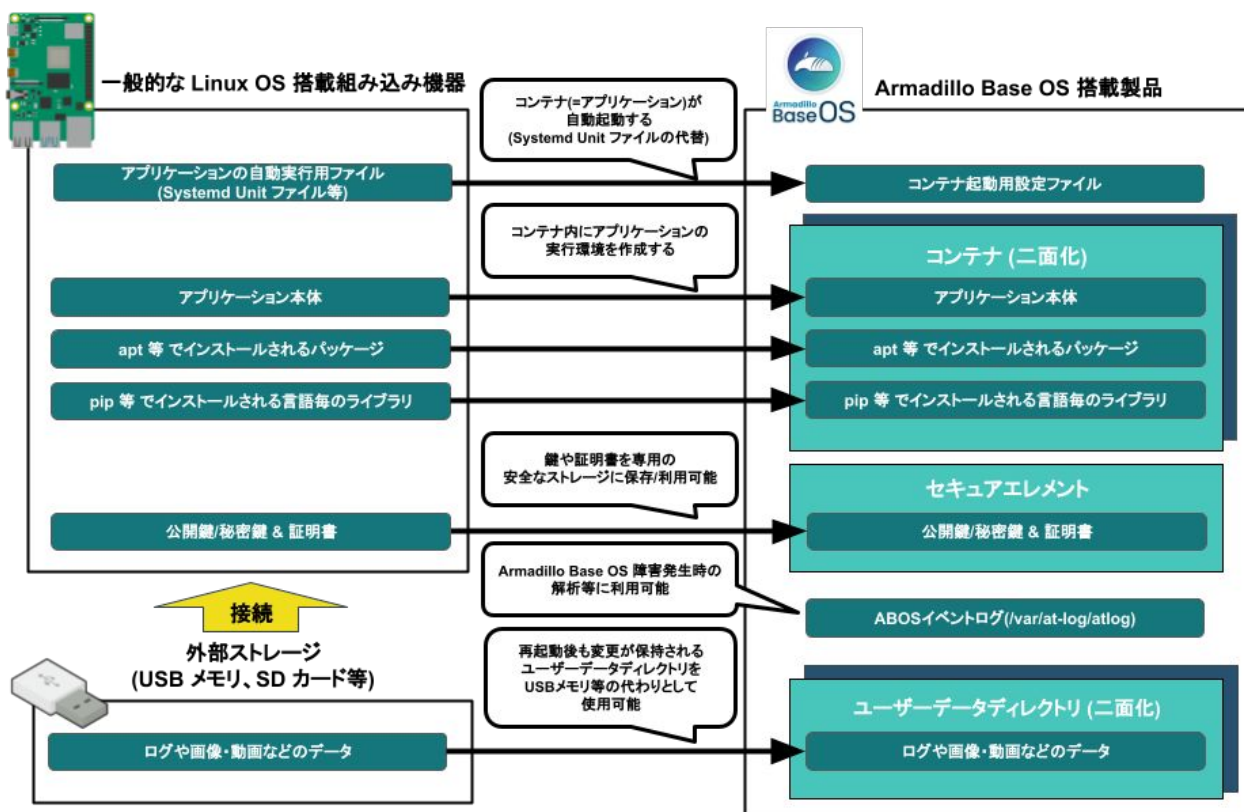 一般的な Linux OS 搭載組み込み機器
Armadillo
Base OS
Armadillo Base OS 搭載製品
コンテナ(=アプリケーション)が
自動起動する
(Systemd Unit ファイルの代替)
アプリケーションの自動実行用ファイル
(Systemd Unit ファイル等)
コンテナ起動用設定ファイル
コンテナ内にアプリケーションの
実行環境を作成する
コンテナ (二面化)
アプリケーション本体
アプリケーション本体
apt 等 でインストールされるパッケージ
apt 等 でインストールされるパッケージ
pip 等 でインストールされる言語毎のライブラリ
pip 等 でインストールされる言語毎のライブラリ
鍵や証明書を専用の
安全なストレージに保存/利用可能
セキュアエレメント
公開鍵/秘密鍵 & 証明書
公開鍵/秘密鍵 & 証明書
Armadillo Base OS 障害発生時の
解析等に利用可能
ABOSイベントログ(/var/at-log/atlog)
接続
外部ストレージ
(USB メモリ、SD カード等)
再起動後も変更が保持される
ユーザーデータディレクトリを
USBメモリ等の代わりとして
使用可能
ユーザーデータディレクトリ (二面化)
ログや画像・動画などのデータ
ログや画像・動画などのデータ